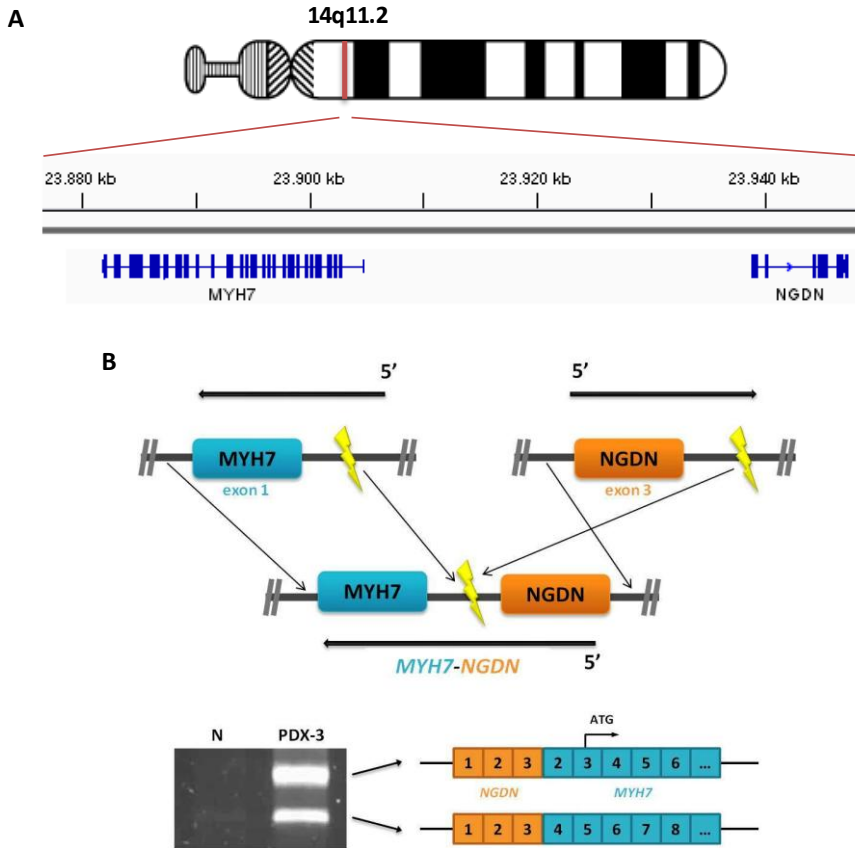 A
14q11.2
23.880 kb 23.900 kb 23.920 kb 23.940 kb
MYH7 NGDN
B
5’ 5’
MYH7 NGDN
exon 1 exon 3
MYH7 NGDN
5’
MYH7-NGDN
N PDX-3
ATG
1 2 3 2 3 4 5 6 ...
NGDN MYH7
1 2 3 4 5 6 7 8 ...